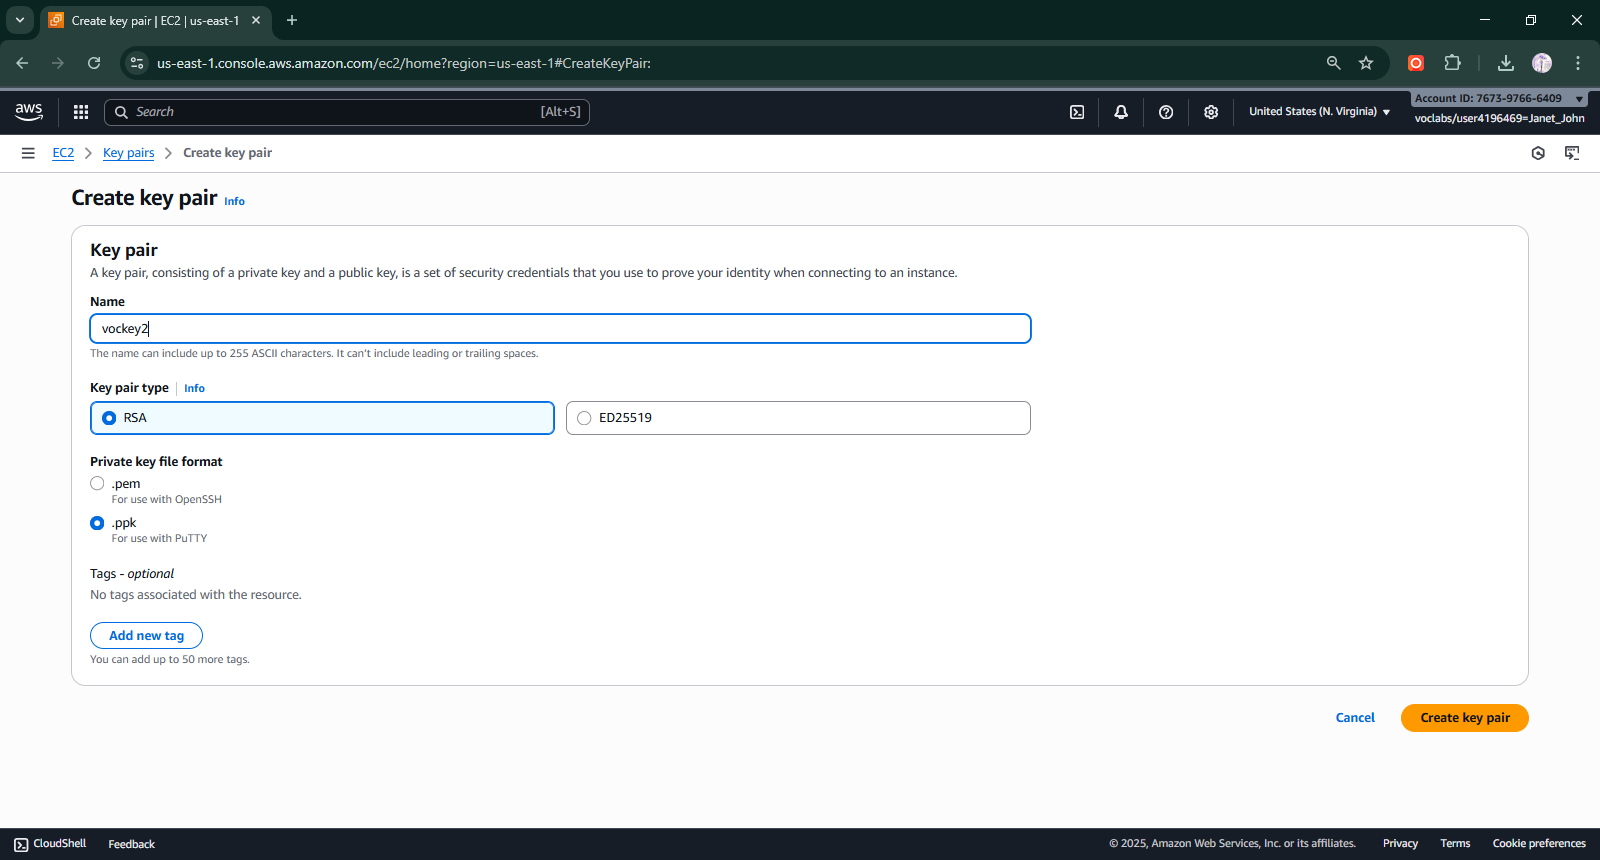 Create key pair | EC2 | us-east-1
us-east-1.console.aws.amazon.com/ec2/home?region=us-east-1#CreateKeyPair:
aws
Search [Alt+S]
United States (N. Virginia)
Account ID: 7673-9766-6409
voclabs/user4196469=Janet_John
EC2 > Key pairs > Create key pair
Create key pair Info
Key pair
A key pair, consisting of a private key and a public key, is a set of security credentials that you use to prove your identity when connecting to an instance.
Name
vockey2
The name can include up to 255 ASCII characters. It can't include leading or trailing spaces.
Key pair type | Info
RSA
ED25519
Private key file format
.pem
For use with OpenSSH
.ppk
For use with PuTTY
Tags - optional
No tags associated with the resource.
Add new tag
You can add up to 50 more tags.
Cancel
Create key pair
CloudShell Feedback
© 2025, Amazon Web Services, Inc. or its affiliates. Privacy Terms Cookie preferences